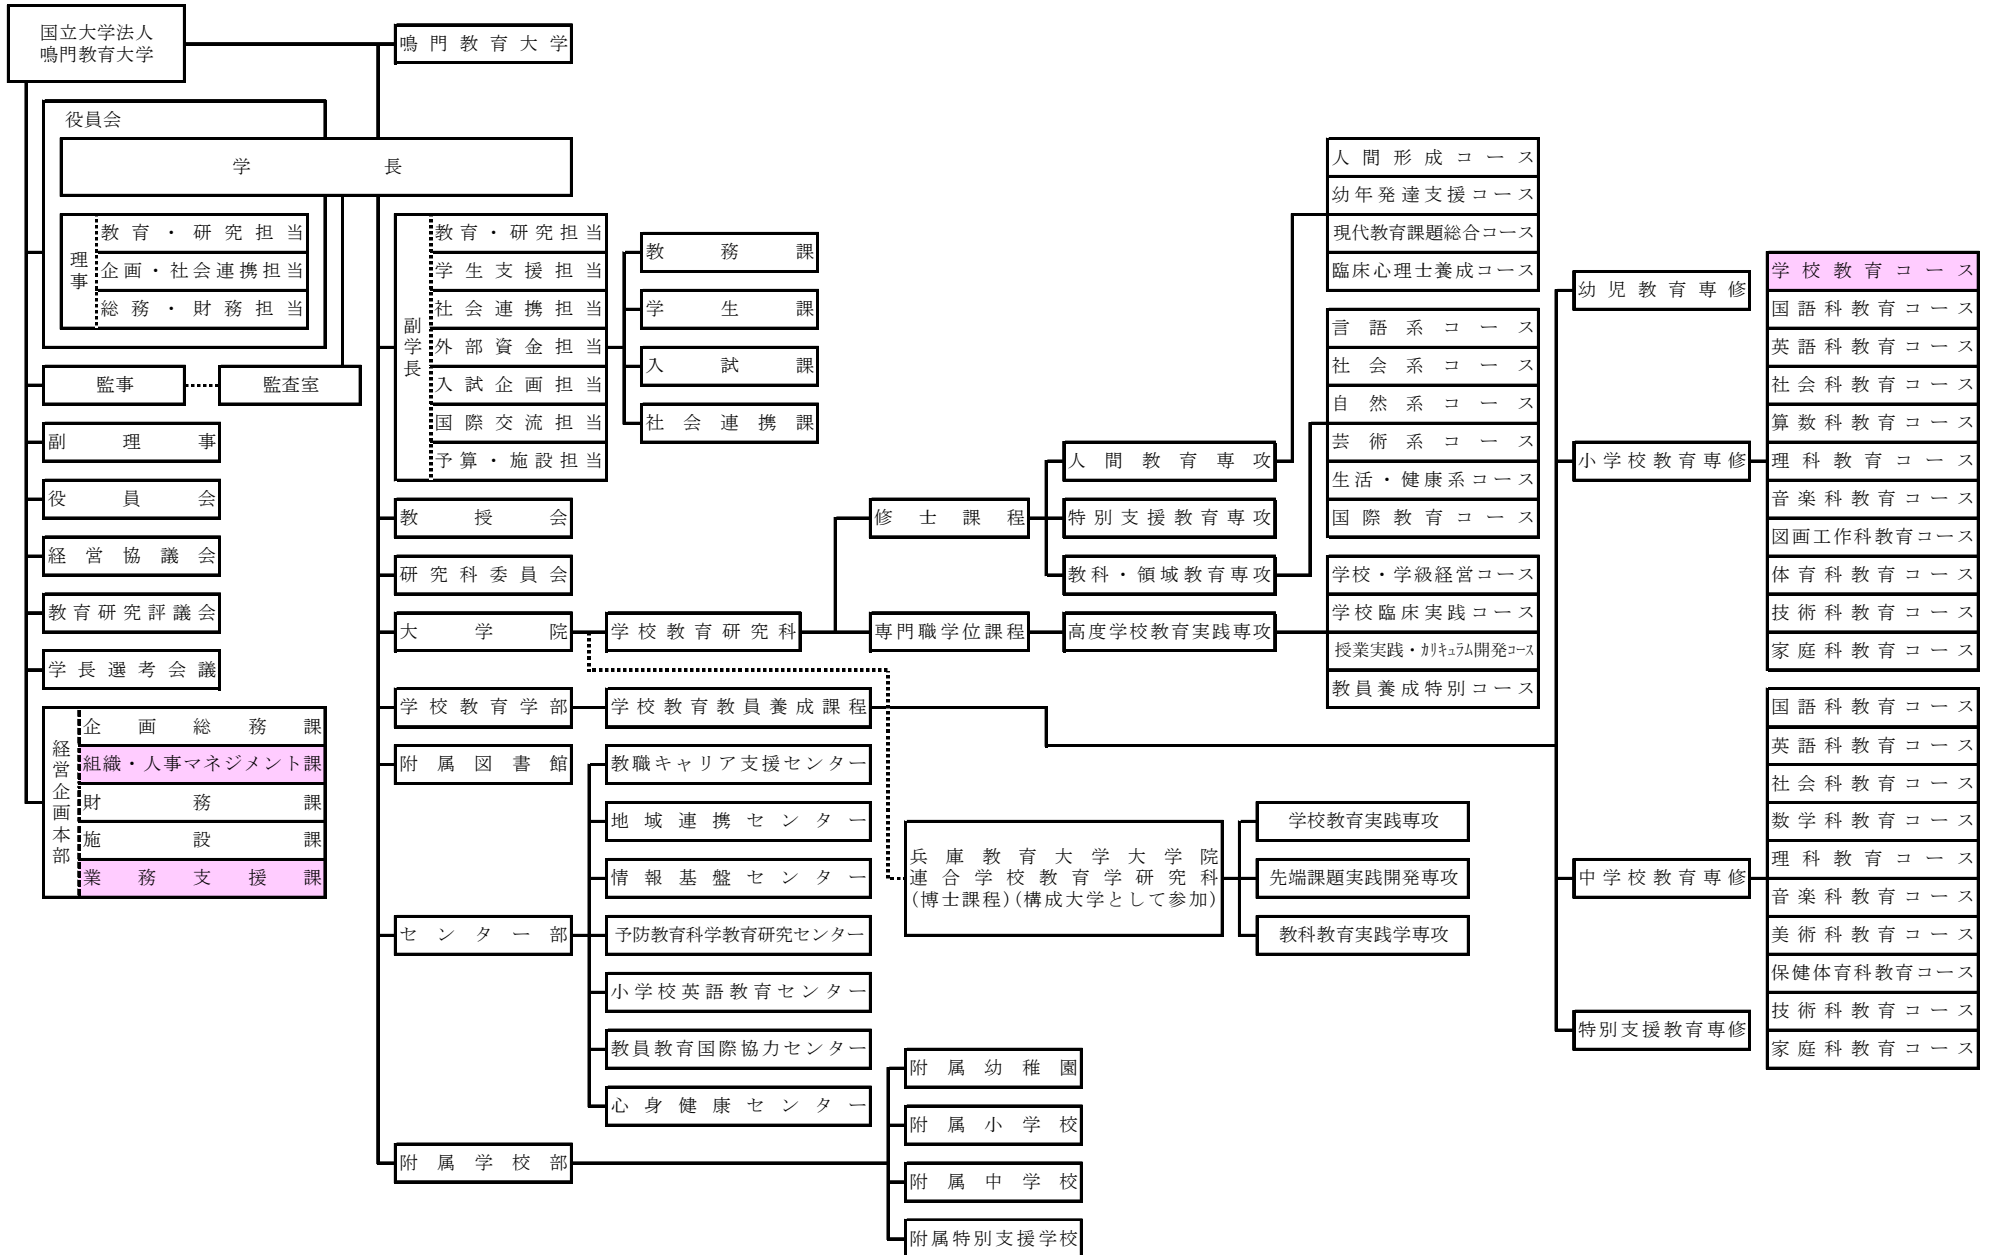 国立大学法人
鳴門教育大学
鳴門教育大学
役員会
学長
理事
教育・研究担当
企画・社会連携担当
総務・財務担当
監事
監査室
副理事
役員会
経営協議会
教育研究評議会
学長選考会議
経営企画本部
企画総務課
組織・人事マネジメント課
財務課
施設課
業務支援課
副学長
教育・研究担当
学生支援担当
社会連携担当
外部資金担当
入試企画担当
国際交流担当
予算・施設担当
教務課
学生課
入試課
社会連携課
教授会
研究科委員会
大学院
学校教育研究科
修士課程
専門職学位課程
人間教育専攻
特別支援教育専攻
教科・領域教育専攻
高度学校教育実践専攻
人間形成コース
幼年発達支援コース
現代教育課題総合コース
臨床心理士養成コース
言語系コース
社会系コース
自然系コース
芸術系コース
生活・健康系コース
国際教育コース
学校・学級経営コース
学校臨床実践コース
授業実践・カリキュラム開発コース
教員養成特別コース
学校教育学部
学校教育教員養成課程
幼児教育専修
小学校教育専修
学校教育コース
国語科教育コース
英語科教育コース
社会科教育コース
算数科教育コース
理科教育コース
音楽科教育コース
図画工作科教育コース
体育科教育コース
技術科教育コース
家庭科教育コース
中学校教育専修
国語科教育コース
英語科教育コース
社会科教育コース
数学科教育コース
理科教育コース
音楽科教育コース
美術科教育コース
保健体育科教育コース
技術科教育コース
家庭科教育コース
特別支援教育専修
附属図書館
センター部
教職キャリア支援センター
地域連携センター
情報基盤センター
予防教育科学教育研究センター
小学校英語教育センター
教員教育国際協力センター
心身健康センター
兵庫教育大学大学院
連合学校教育学研究科
(博士課程)(構成大学として参加)
学校教育実践専攻
先端課題実践開発専攻
教科教育実践学専攻
附属学校部
附属幼稚園
附属小学校
附属中学校
附属特別支援学校